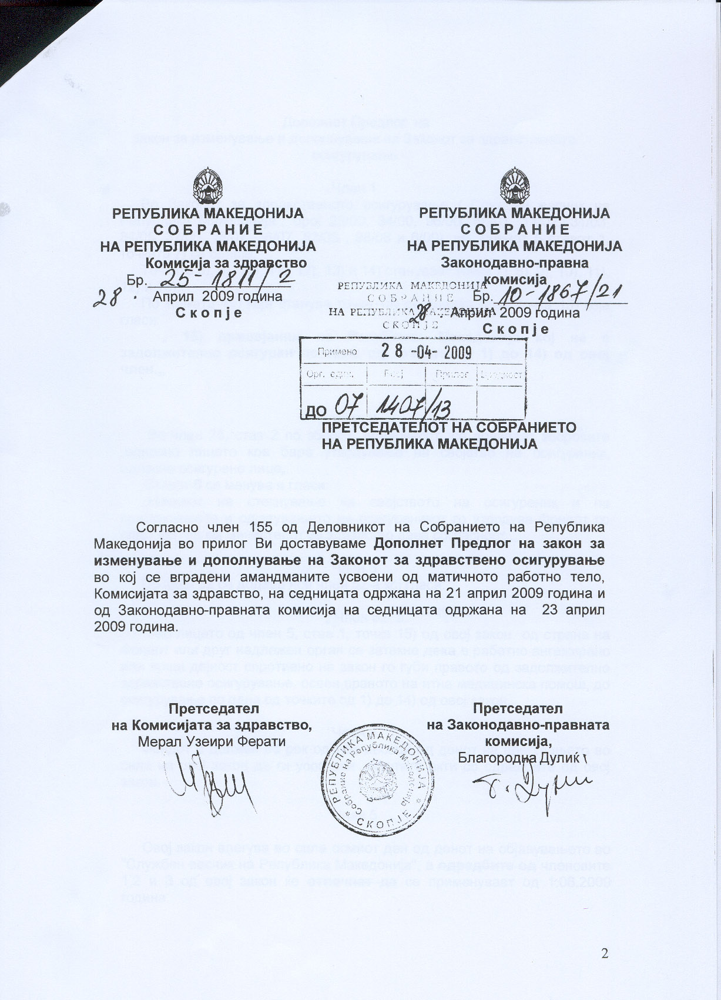 РЕПУБЛИКА МАКЕДОНИЈА
С О Б Р А Н И Е
НА РЕПУБЛИКА МАКЕДОНИЈА
Комисија за здравство
Бр. 25-1811/2
28 . Април 2009 година
С к о п ј е
РЕПУБЛИКА МАКЕДОНИЈА
С О Б Р А Н И Е
НА РЕПУБЛИКА МАКЕДОНИЈА
Законодавно-правна
комисија
Бр. 10-1867/21
28 . Април 2009 година
С к о п ј е
РЕПУБЛИКА МАКЕДОНИЈА
С О Б Р А Н И Е
НА РЕПУБЛИКА МАКЕДОНИЈА
С К О П Ј Е
Примено 28-04-2009
Орг. един. Број Прилог Вредност
07 1407/13
ДО
ПРЕТСЕДАТЕЛОТ НА СОБРАНИЕТО
НА РЕПУБЛИКА МАКЕДОНИЈА
Согласно член 155 од Деловникот на Собранието на Република
Македонија во прилог Ви доставуваме Дополнет Предлог на закон за
изменување и дополнување на Законот за здравствено осигурување
во кој се вградени амандманите усвоени од матичното работно тело,
Комисијата за здравство, на седницата одржана на 21 април 2009 година и
од Законодавно-правната комисија на седницата одржана на 23 април
2009 година.
Претседател
на Комисијата за здравство,
Мерал Узеири Ферати
Претседател
на Законодавно-правната
комисија,
Благородна Дулиќ
РЕПУБЛИКА МАКЕДОНИЈА
Собрание на Република Македонија
* СКОПЈЕ *
2